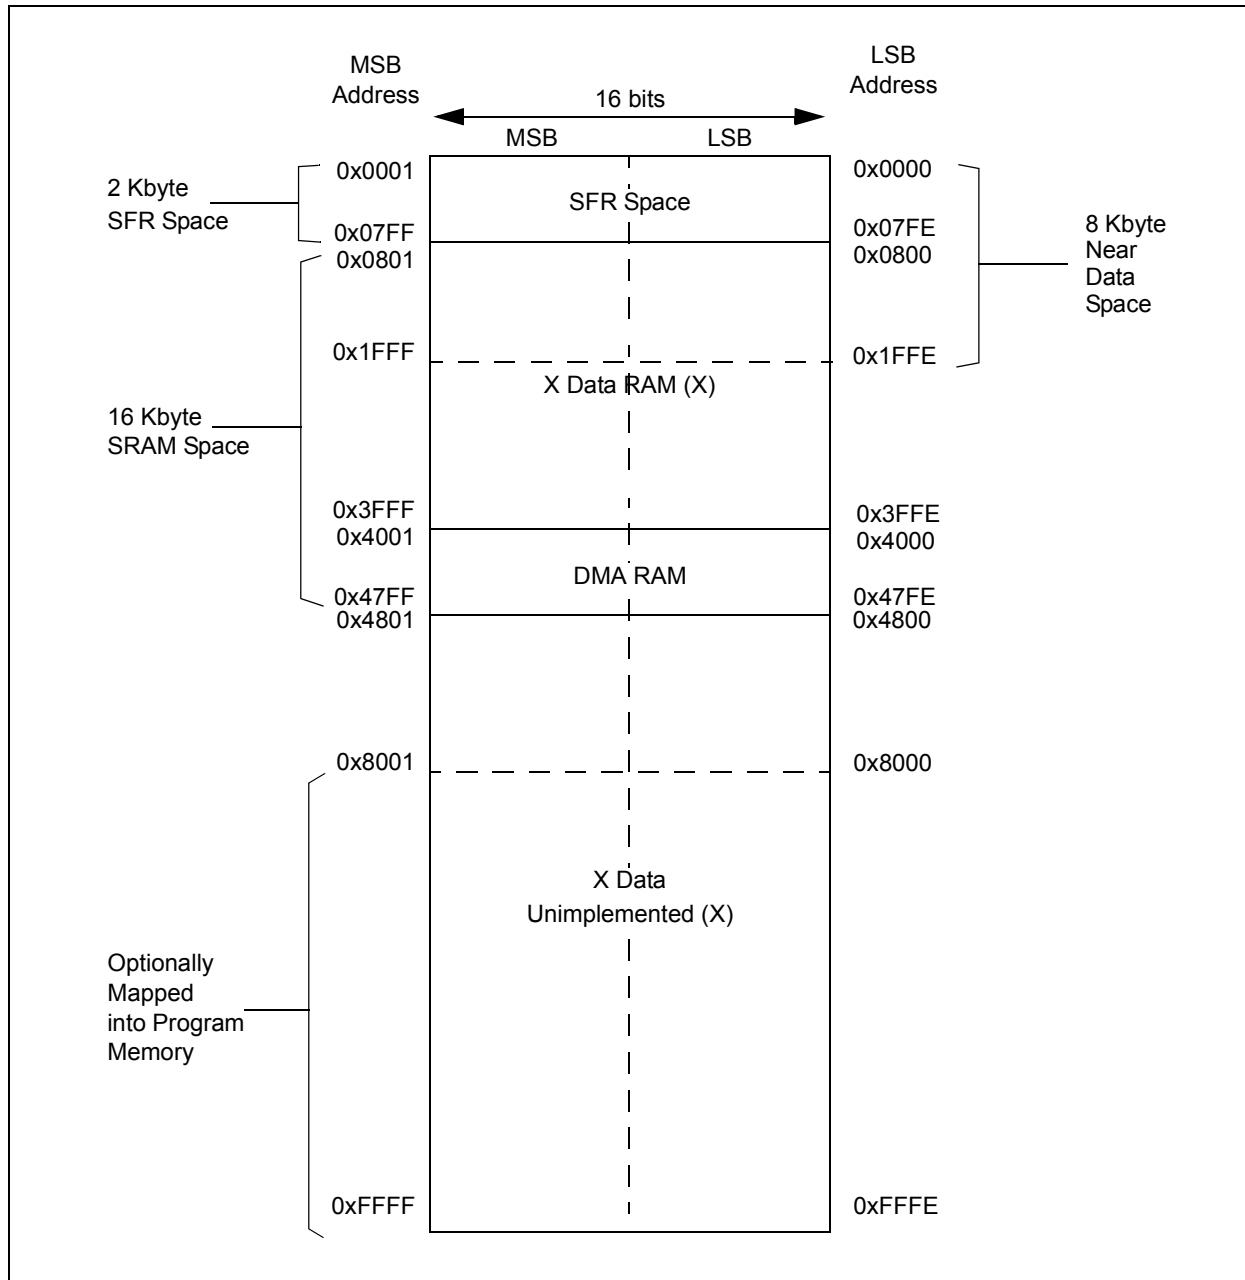 MSB
Address
LSB
Address
16 bits
MSB
LSB
2 Kbyte
SFR Space
0x0001
0x07FF
0x0801
SFR Space
0x0000
0x07FE
0x0800
8 Kbyte
Near
Data
Space
0x1FFF
0x1FFE
X Data RAM (X)
16 Kbyte
SRAM Space
0x3FFF
0x4001
0x3FFE
0x4000
DMA RAM
0x47FF
0x4801
0x47FE
0x4800
0x8001
0x8000
X Data
Unimplemented (X)
Optionally
Mapped
into Program
Memory
0xFFFF
0xFFFE